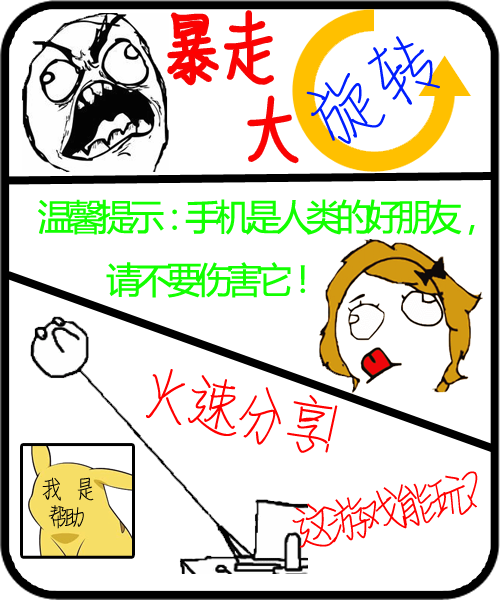 暴走
大
旋转
温馨提示：手机是人类的好朋友，
请不要伤害它！
火速分享！
我是
帮助
这游戏能玩？